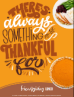 THERE'S
always
SOMETHING
to be
THANKFUL
for